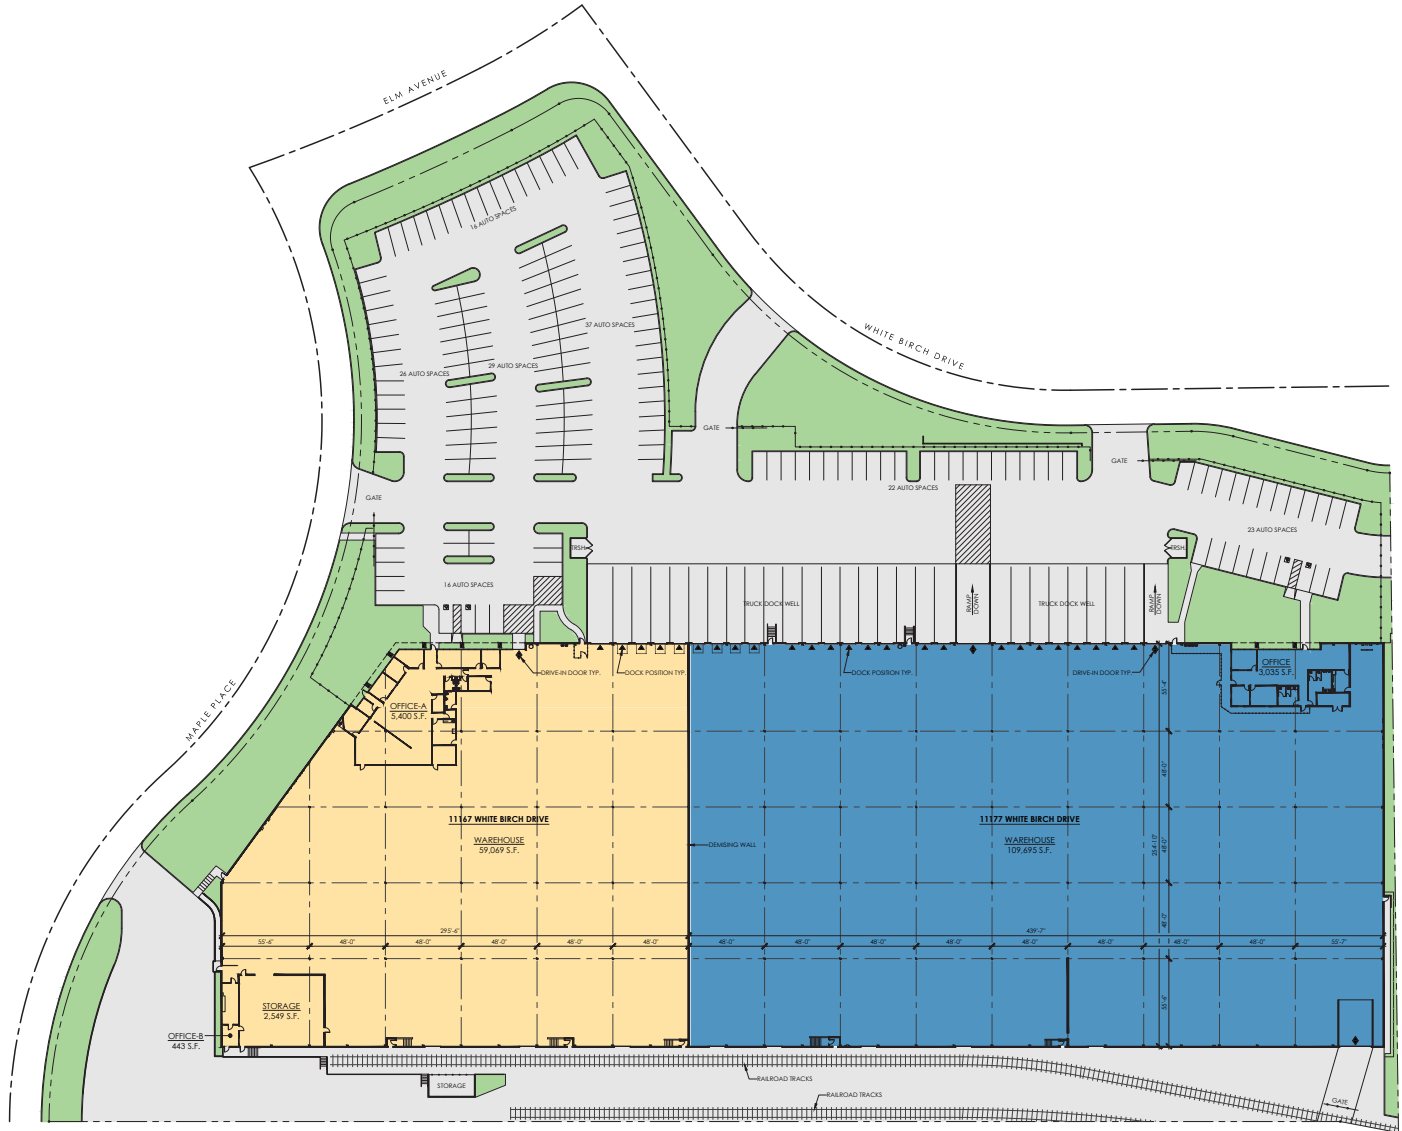 ELM AVENUE
16 AUTO SPACES
37 AUTO SPACES
WHITE BIRCH DRIVE
26 AUTO SPACES
29 AUTO SPACES
GATE
GATE
22 AUTO SPACES
GATE
23 AUTO SPACES
TRSH.
TRSH.
16 AUTO SPACES
TRUCK DOCK WELL
RAMP
DOWN
TRUCK DOCK WELL
RAMP
DOWN
MAPLE PLACE
DRIVE-IN DOOR TYP.
DOCK POSITION TYP.
DOCK POSITION TYP.
DRIVE-IN DOOR TYP.
OFFICE
3,035 S.F.
55'-4"
OFFICE-A
5,400 S.F.
48'-0"
11167 WHITE BIRCH DRIVE
WAREHOUSE
59,069 S.F.
11177 WHITE BIRCH DRIVE
WAREHOUSE
109,695 S.F.
DEMISING WALL
254'-10"
48'-0"
48'-0"
295'-6"
439'-7"
55'-6"
48'-0"
48'-0"
48'-0"
48'-0"
48'-0"
48'-0"
48'-0"
48'-0"
48'-0"
48'-0"
48'-0"
48'-0"
48'-0"
55'-7"
55'-6"
STORAGE
2,549 S.F.
OFFICE-B
443 S.F.
RAILROAD TRACKS
STORAGE
RAILROAD TRACKS
GATE